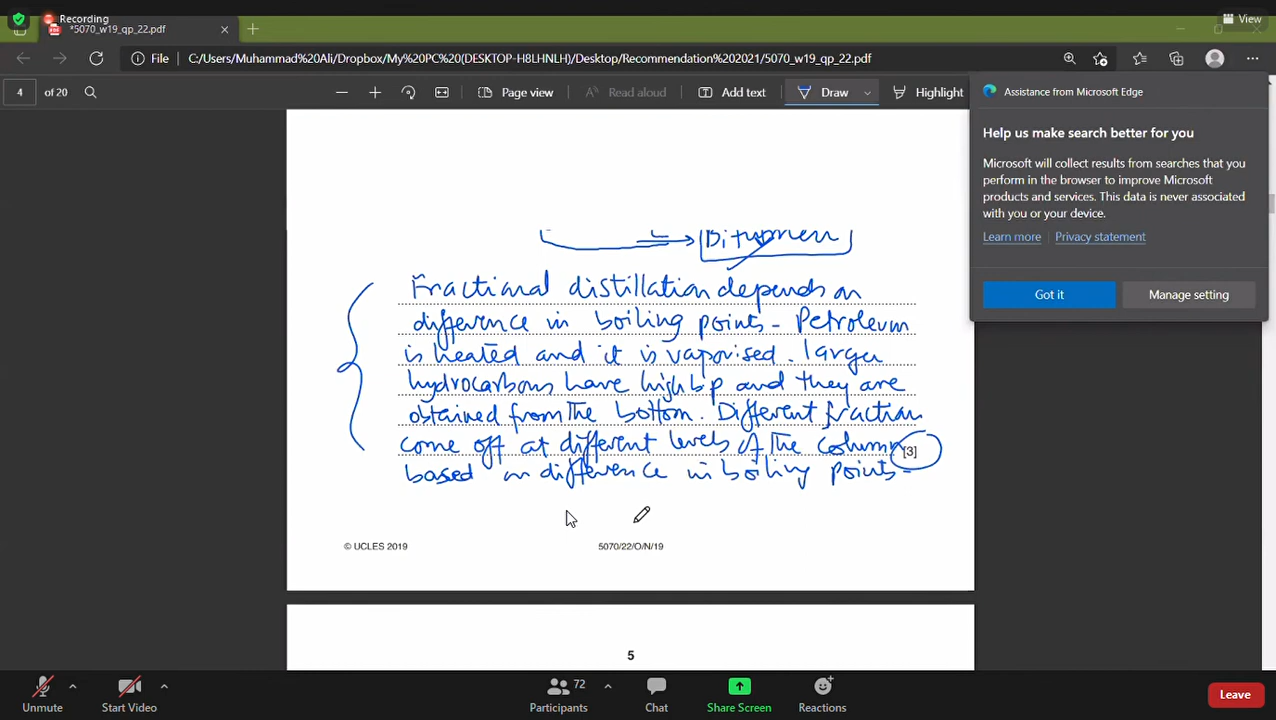 Recording
View
*5070_w19_qp_22.pdf
File
C:/Users/Muhammad%20Ali/Dropbox/My%20PC%20(DESKTOP-H8LHNLH)/Desktop/Recommendation%202021/5070_w19_qp_22.pdf
4 of 20
Page view
Read aloud
Add text
Draw
Highlight
Assistance from Microsoft Edge
Help us make search better for you
Microsoft will collect results from searches that you
perform in the browser to improve Microsoft
products and services. This data is never associated
with you or your device.
Learn more
Privacy statement
Got it
Manage setting
Bitumen
Fractional distillation depends on
difference in boiling points. Petroleum
is heated and it is vaporised. larger
hydrocarbons have high bp and they are
obtained from the bottom. Different fraction
come off at different levels of the column
[3]
based on difference in boiling points.
© UCLES 2019
5070/22/O/N/19
5
Unmute
Start Video
72
Participants
Chat
Share Screen
Reactions
Leave